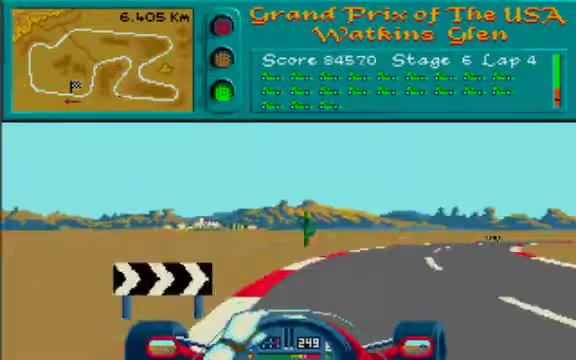 6.405 Km
Grand Prix of The USA
Watkins Glen
Score 84570 Stage 6 Lap 4
249